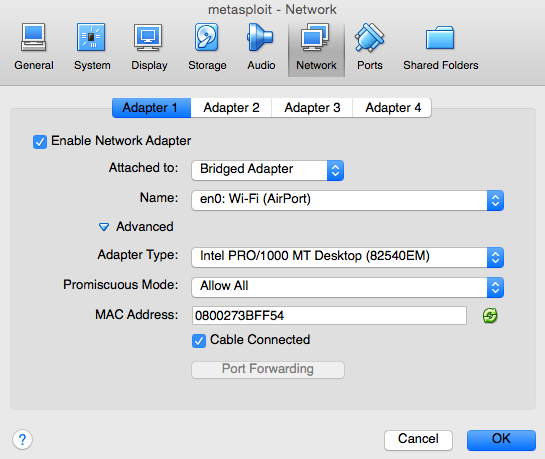 metasploit - Network
General System Display Storage Audio Network Ports Shared Folders
Adapter 1 Adapter 2 Adapter 3 Adapter 4
Enable Network Adapter
Attached to: Bridged Adapter
Name: en0: Wi-Fi (AirPort)
Advanced
Adapter Type: Intel PRO/1000 MT Desktop (82540EM)
Promiscuous Mode: Allow All
MAC Address: 0800273BFF54
Cable Connected
Port Forwarding
? Cancel OK